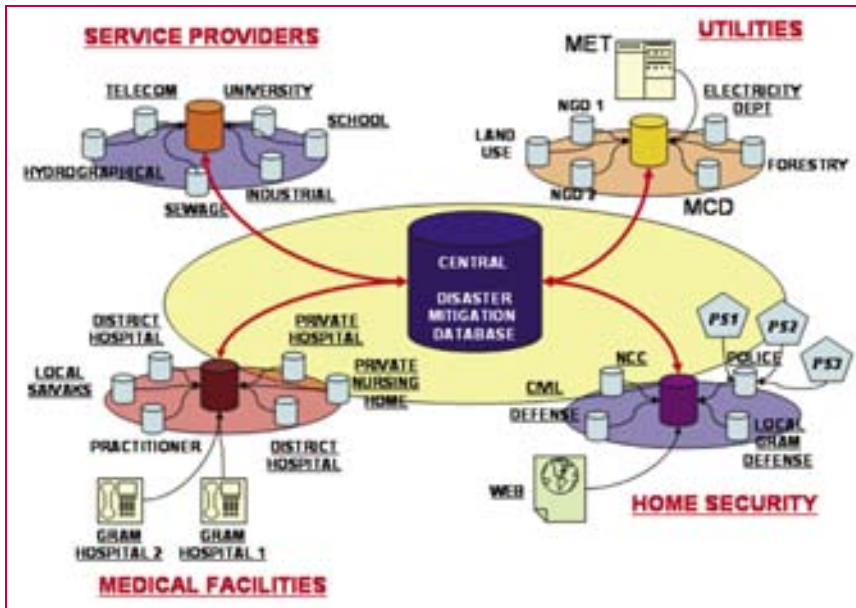 SERVICE PROVIDERS
UTILITIES
MET
TELECOM
UNIVERSITY
SCHOOL
HYDROGRAPHICAL
SEWAGE
INDUSTRIAL
NGO 1
ELECTRICITY
DEPT
LAND
USE
FORESTRY
NGO 2
MCD
CENTRAL
DISASTER
MITIGATION
DATABASE
DISTRICT
HOSPITAL
PRIVATE
HOSPITAL
LOCAL
SAIVAKS
PRIVATE
NURSING
HOME
PRACTITIONER
DISTRICT
HOSPITAL
GRAM
HOSPITAL 2
GRAM
HOSPITAL 1
MEDICAL FACILITIES
PS1
PS2
PS3
NCC
POLICE
CIVIL
DEFENSE
LOCAL
GRAM
DEFENSE
WEB
HOME SECURITY